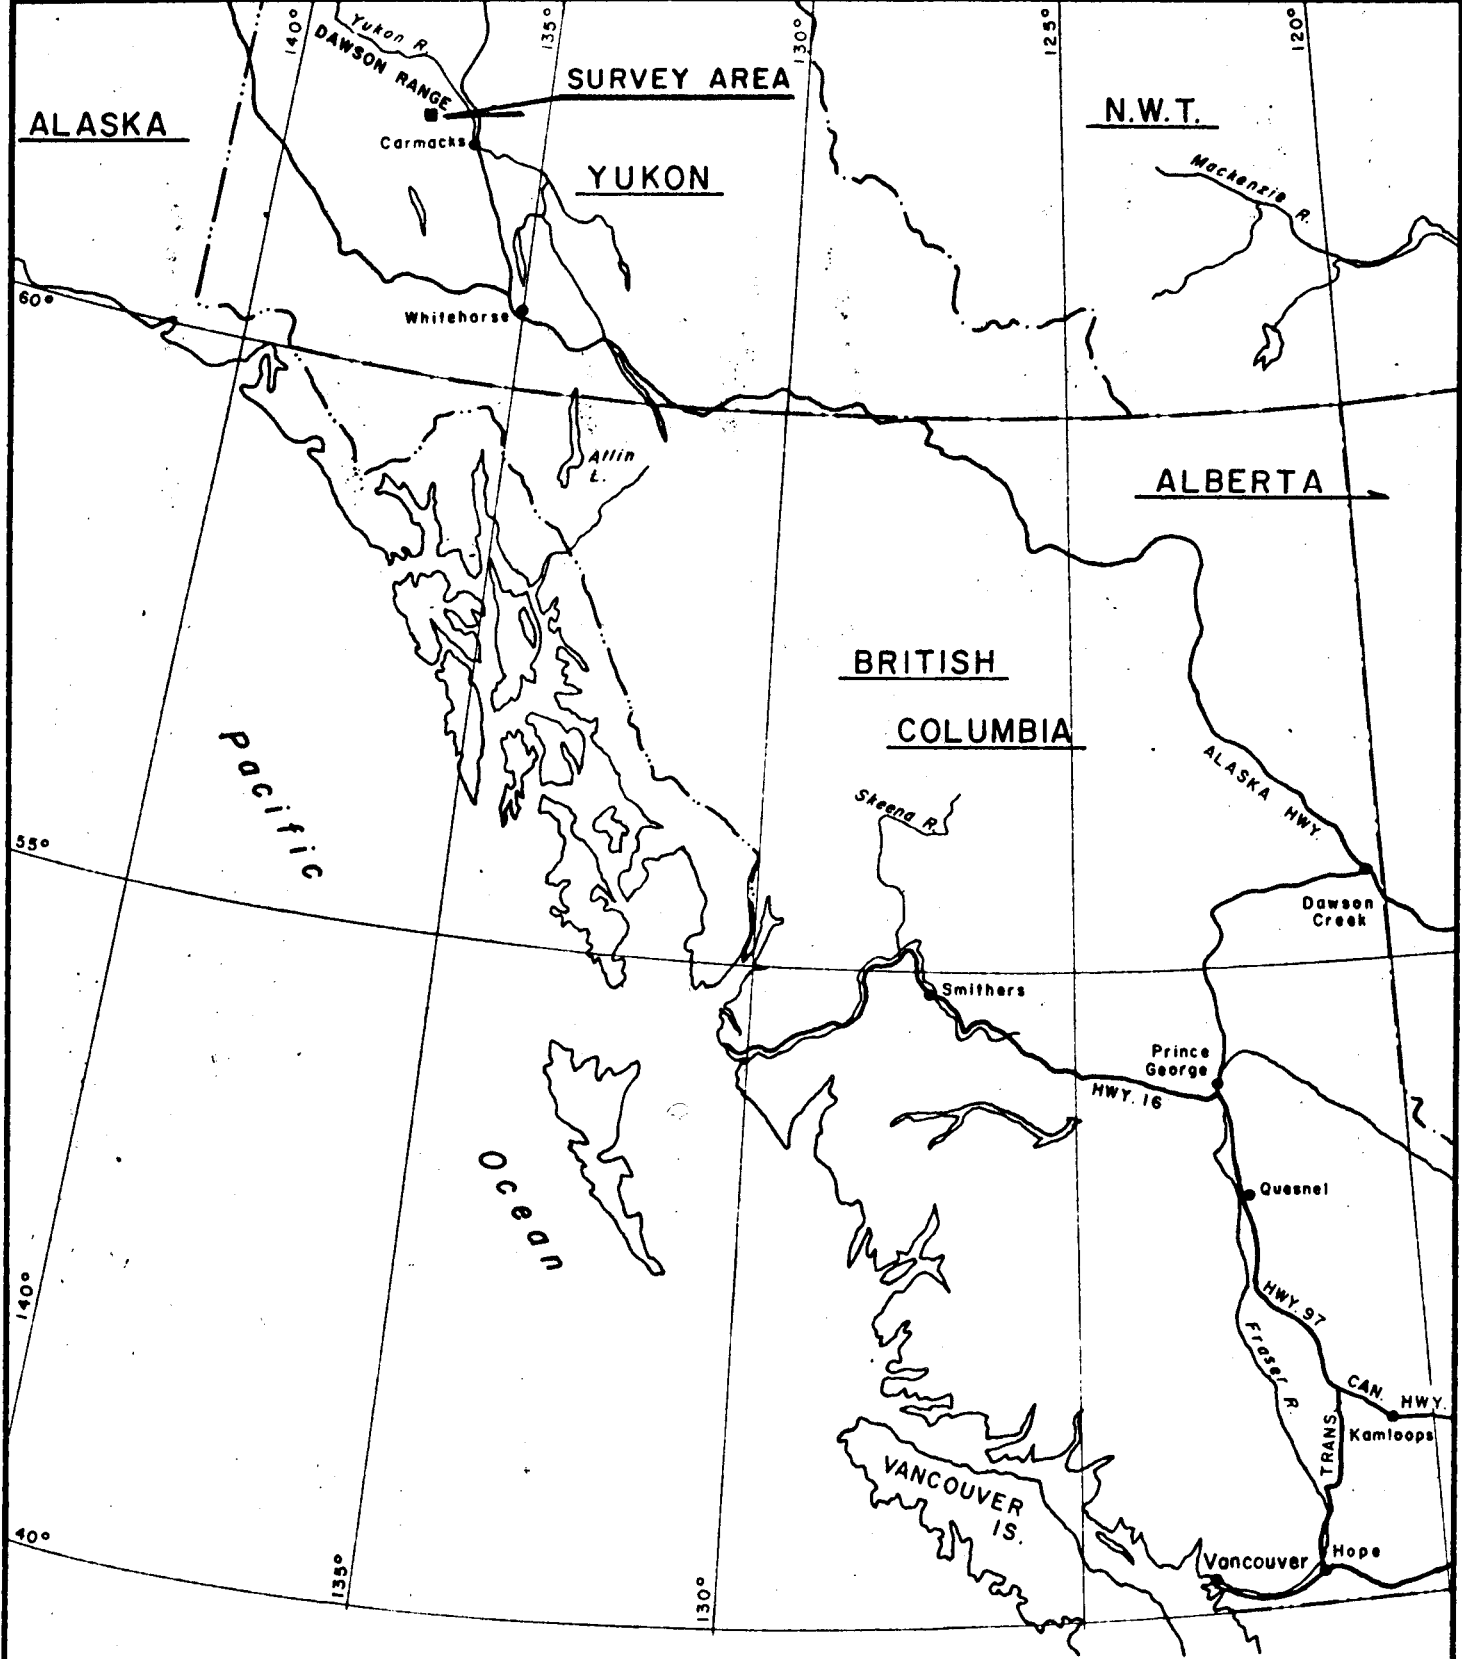 140°
135°
130°
125°
120°
Yukon R.
DAWSON RANGE
SURVEY AREA
ALASKA
N.W.T.
Carmacks
YUKON
Mackenzie R.
60°
Whitehorse
Atlin
L.
ALBERTA
BRITISH
COLUMBIA
Pacific
ALASKA HWY.
Skeena R.
55°
Dawson
Creek
Smithers
Prince
George
HWY. 16
Ocean
Quesnel
140°
HWY. 97
Fraser R.
CAN. HWY.
TRANS.
Kamloops
VANCOUVER
IS.
40°
135°
130°
Vancouver
Hope